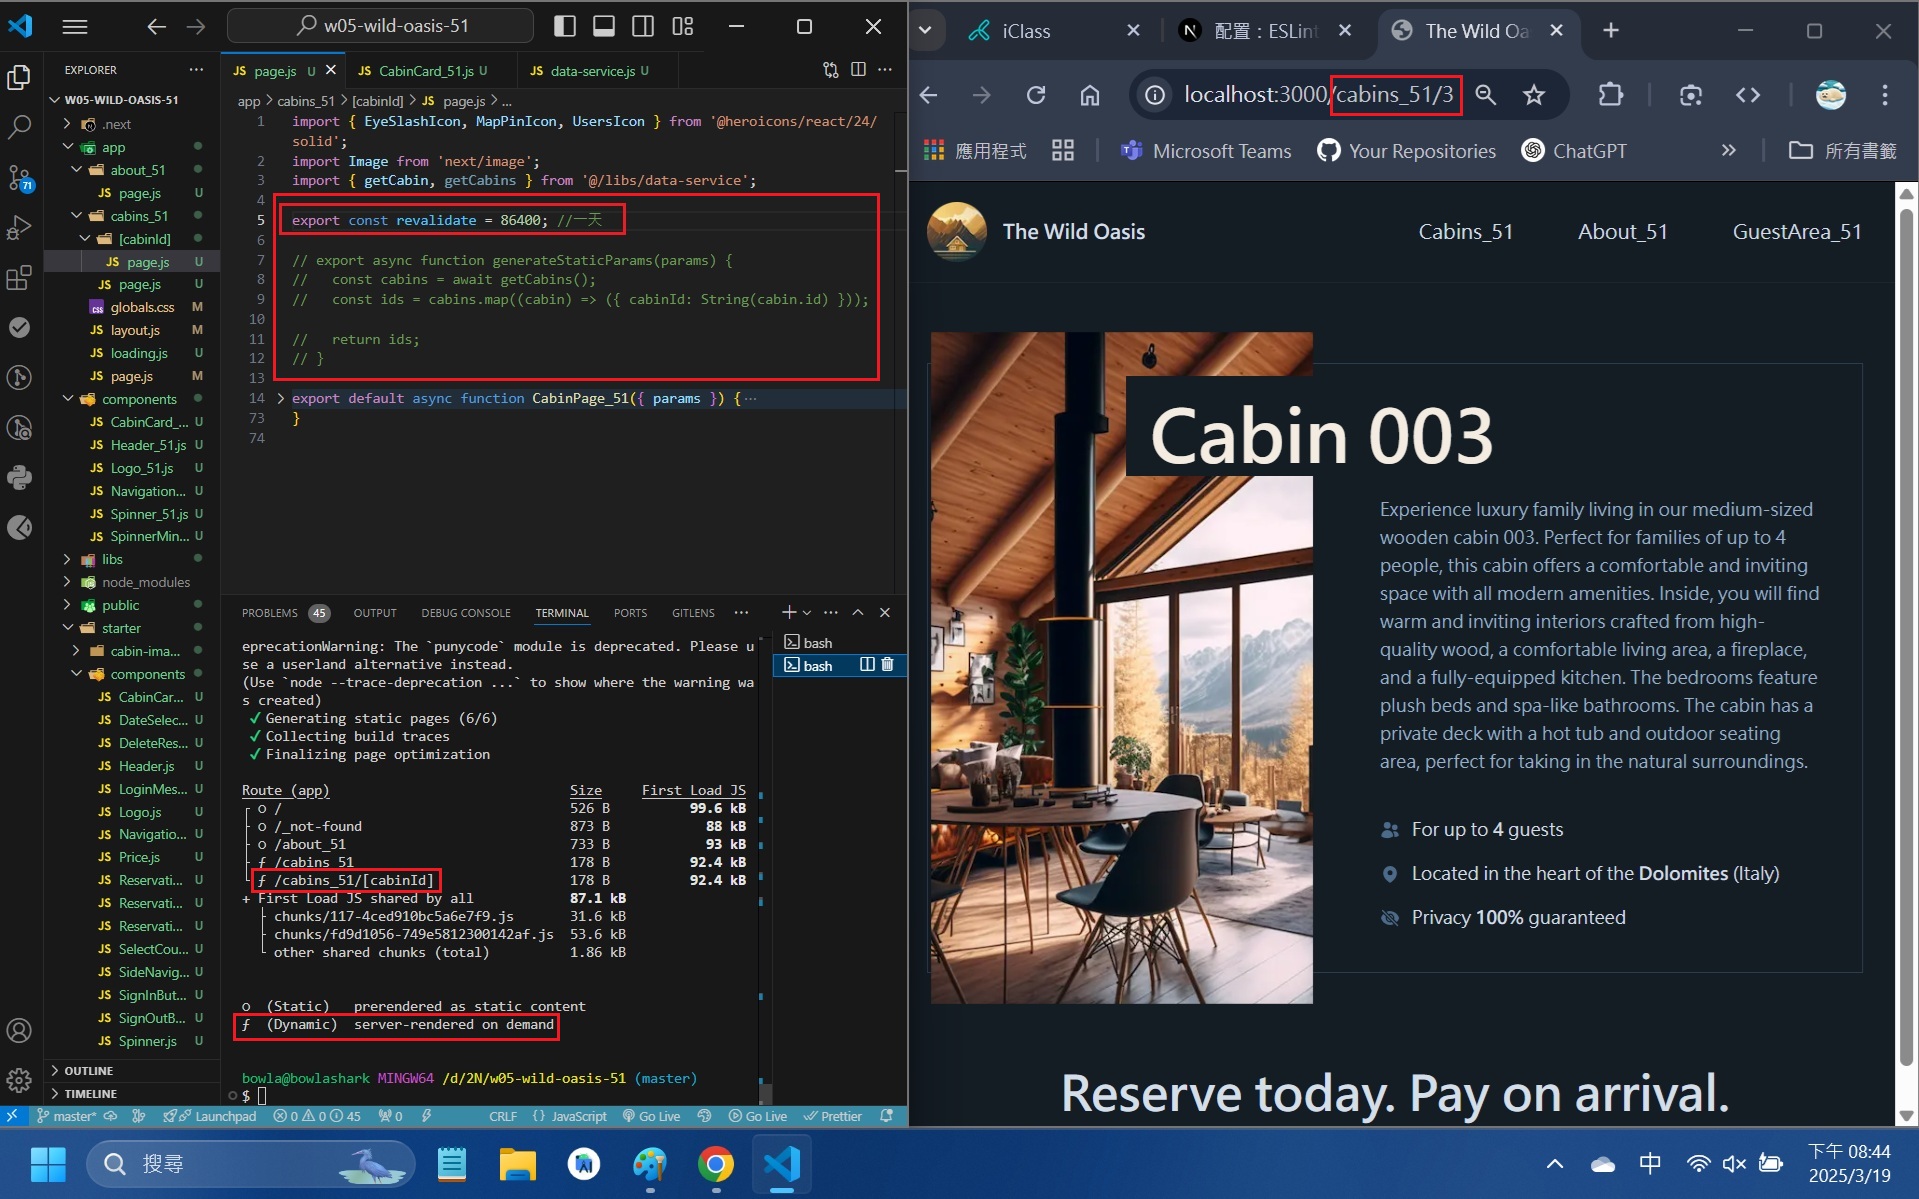 w05-wild-oasis-51
EXPLORER
W05-WILD-OASIS-51
.next
app
about_51
page.js U
cabins_51
[cabinId]
page.js U
page.js U
globals.css M
layout.js M
loading.js U
page.js M
components
CabinCard_... U
Header_51.js U
Logo_51.js U
Navigation... U
Spinner_51.js U
SpinnerMin... U
libs
node_modules
public
starter
cabin-ima...
components
CabinCar... U
DateSelec... U
DeleteRes... U
Header.js U
LoginMes... U
Logo.js U
Navigatio... U
Price.js U
Reservati... U
Reservati... U
Reservati... U
SelectCou... U
SideNavig... U
SignInBut... U
SignOutB... U
Spinner.js U
OUTLINE
TIMELINE
71
page.js U
CabinCard_51.js U
data-service.js U
app > cabins_51 > [cabinId] > JS page.js > ...
1 import { EyeSlashIcon, MapPinIcon, UsersIcon } from '@heroicons/react/24/
solid';
2 import Image from 'next/image';
3 import { getCabin, getCabins } from '@/libs/data-service';
4
5 export const revalidate = 86400; //一天
6
7 // export async function generateStaticParams(params) {
8 //   const cabins = await getCabins();
9 //   const ids = cabins.map((cabin) => ({ cabinId: String(cabin.id) }));
10
11 //   return ids;
12 // }
13
14 export default async function CabinPage_51({ params }) { ...
73 }
74
PROBLEMS 45 OUTPUT DEBUG CONSOLE TERMINAL PORTS GITLENS
bash
bash
eprecationWarning: The `punycode` module is deprecated. Please u
se a userland alternative instead.
(Use `node --trace-deprecation ...` to show where the warning wa
s created)
✓ Generating static pages (6/6)
✓ Collecting build traces
✓ Finalizing page optimization
Route (app) Size First Load JS
┌ ○ / 526 B 99.6 kB
├ ○ /_not-found 873 B 88 kB
├ ○ /about_51 733 B 93 kB
├ ƒ /cabins_51 178 B 92.4 kB
└ ƒ /cabins_51/[cabinId] 178 B 92.4 kB
+ First Load JS shared by all 87.1 kB
├ chunks/117-4ced910bc5a6e7f9.js 31.6 kB
├ chunks/fd9d1056-749e5812300142af.js 53.6 kB
└ other shared chunks (total) 1.86 kB
○ (Static) prerendered as static content
ƒ (Dynamic) server-rendered on demand
bowla@bowlashark MINGW64 /d/2N/w05-wild-oasis-51 (master)
$
master* Launchpad 0 0 45 0 CRLF {} JavaScript Go Live Go Live Prettier
iClass
配置：ESLint
The Wild Oa
localhost:3000/cabins_51/3
應用程式 Microsoft Teams Your Repositories ChatGPT » 所有書籤
The Wild Oasis
Cabins_51 About_51 GuestArea_51
Cabin 003
Experience luxury family living in our medium-sized
wooden cabin 003. Perfect for families of up to 4
people, this cabin offers a comfortable and inviting
space with all modern amenities. Inside, you will find
warm and inviting interiors crafted from high-
quality wood, a comfortable living area, a fireplace,
and a fully-equipped kitchen. The bedrooms feature
plush beds and spa-like bathrooms. The cabin has a
private deck with a hot tub and outdoor seating
area, perfect for taking in the natural surroundings.
For up to 4 guests
Located in the heart of the Dolomites (Italy)
Privacy 100% guaranteed
Reserve today. Pay on arrival.
搜尋
中
下午 08:44
2025/3/19